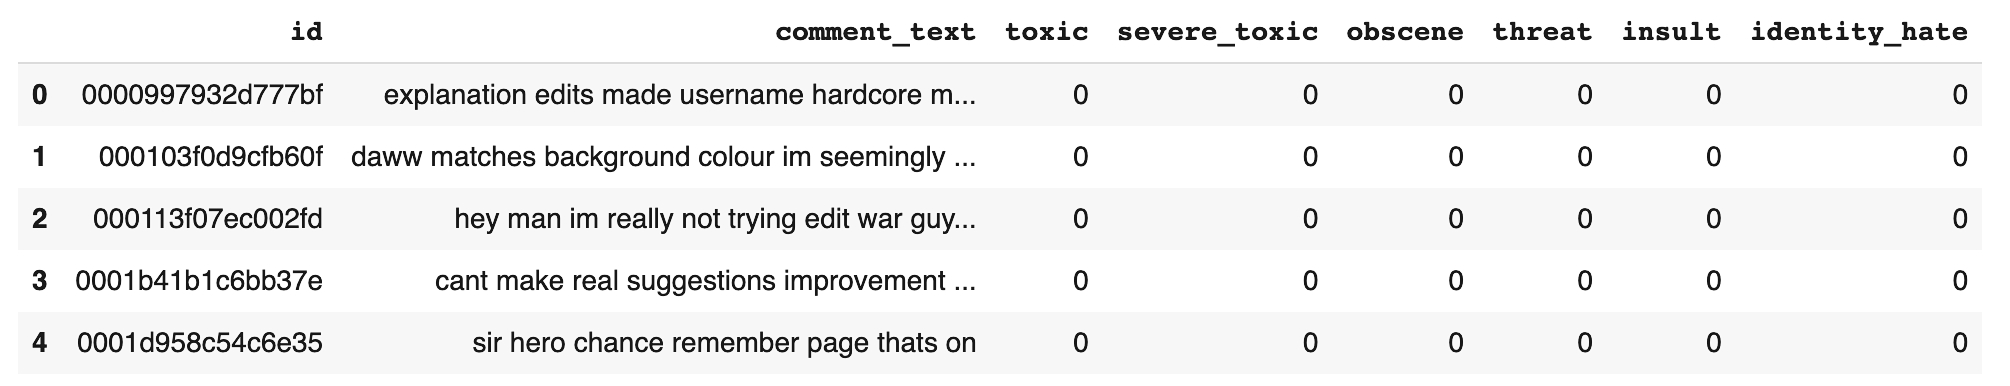 id comment_text toxic severe_toxic obscene threat insult identity_hate
0 0000997932d777bf explanation edits made username hardcore m... 0 0 0 0 0 0
1 000103f0d9cfb60f daww matches background colour im seemingly ... 0 0 0 0 0 0
2 000113f07ec002fd hey man im really not trying edit war guy... 0 0 0 0 0 0
3 0001b41b1c6bb37e cant make real suggestions improvement ... 0 0 0 0 0 0
4 0001d958c54c6e35 sir hero chance remember page thats on 0 0 0 0 0 0